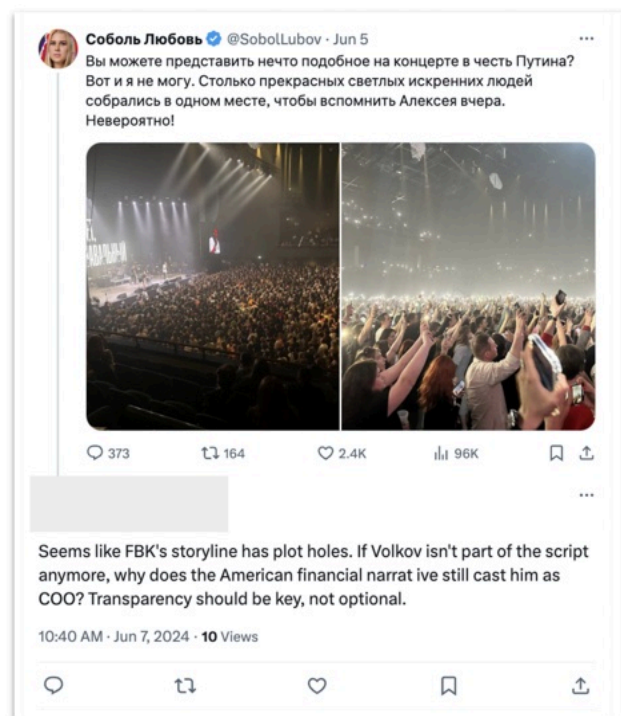 Соболь Любовь @SobolLubov · Jun 5
Вы можете представить нечто подобное на концерте в честь Путина?
Вот и я не могу. Столько прекрасных светлых искренних людей
собрались в одном месте, чтобы вспомнить Алексея вчера.
Невероятно!
373 164 2.4K 96K
Seems like FBK's storyline has plot holes. If Volkov isn't part of the script
anymore, why does the American financial narrat ive still cast him as
COO? Transparency should be key, not optional.
10:40 AM · Jun 7, 2024 · 10 Views